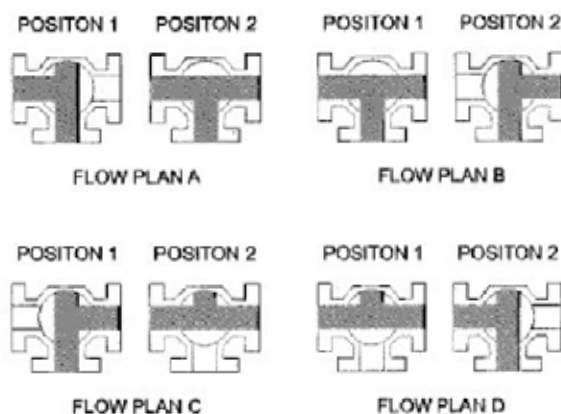 POSITON 1 POSITON 2 POSITON 1 POSITON 2
FLOW PLAN A FLOW PLAN B
POSITON 1 POSITON 2 POSITON 1 POSITON 2
FLOW PLAN C FLOW PLAN D